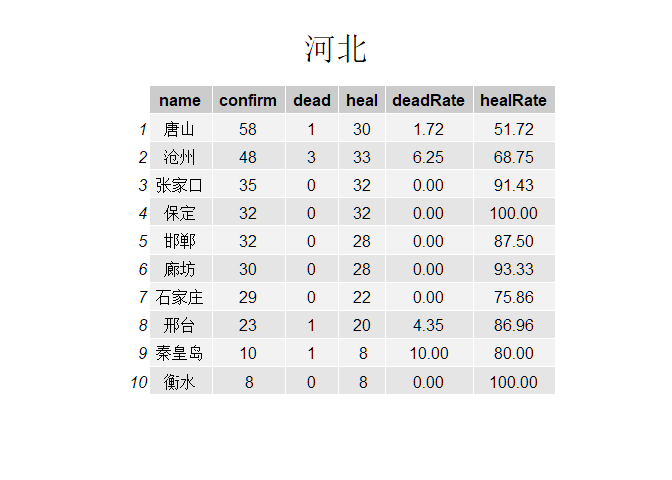 河北
name confirm dead heal deadRate healRate
1 唐山 58 1 30 1.72 51.72
2 沧州 48 3 33 6.25 68.75
3 张家口 35 0 32 0.00 91.43
4 保定 32 0 32 0.00 100.00
5 邯郸 32 0 28 0.00 87.50
6 廊坊 30 0 28 0.00 93.33
7 石家庄 29 0 22 0.00 75.86
8 邢台 23 1 20 4.35 86.96
9 秦皇岛 10 1 8 10.00 80.00
10 衡水 8 0 8 0.00 100.00